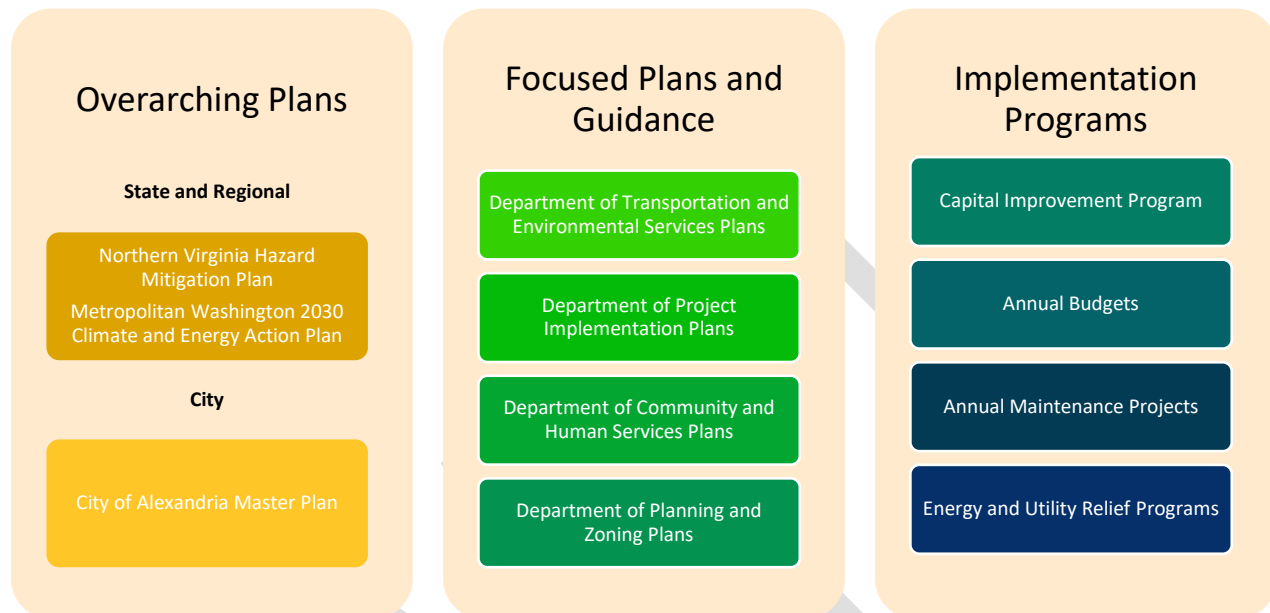 Overarching Plans
State and Regional
Northern Virginia Hazard
Mitigation Plan
Metropolitan Washington 2030
Climate and Energy Action Plan
City
City of Alexandria Master Plan
Focused Plans and
Guidance
Department of Transportation and
Environmental Services Plans
Department of Project
Implementation Plans
Department of Community and
Human Services Plans
Department of Planning and
Zoning Plans
Implementation
Programs
Capital Improvement Program
Annual Budgets
Annual Maintenance Projects
Energy and Utility Relief Programs